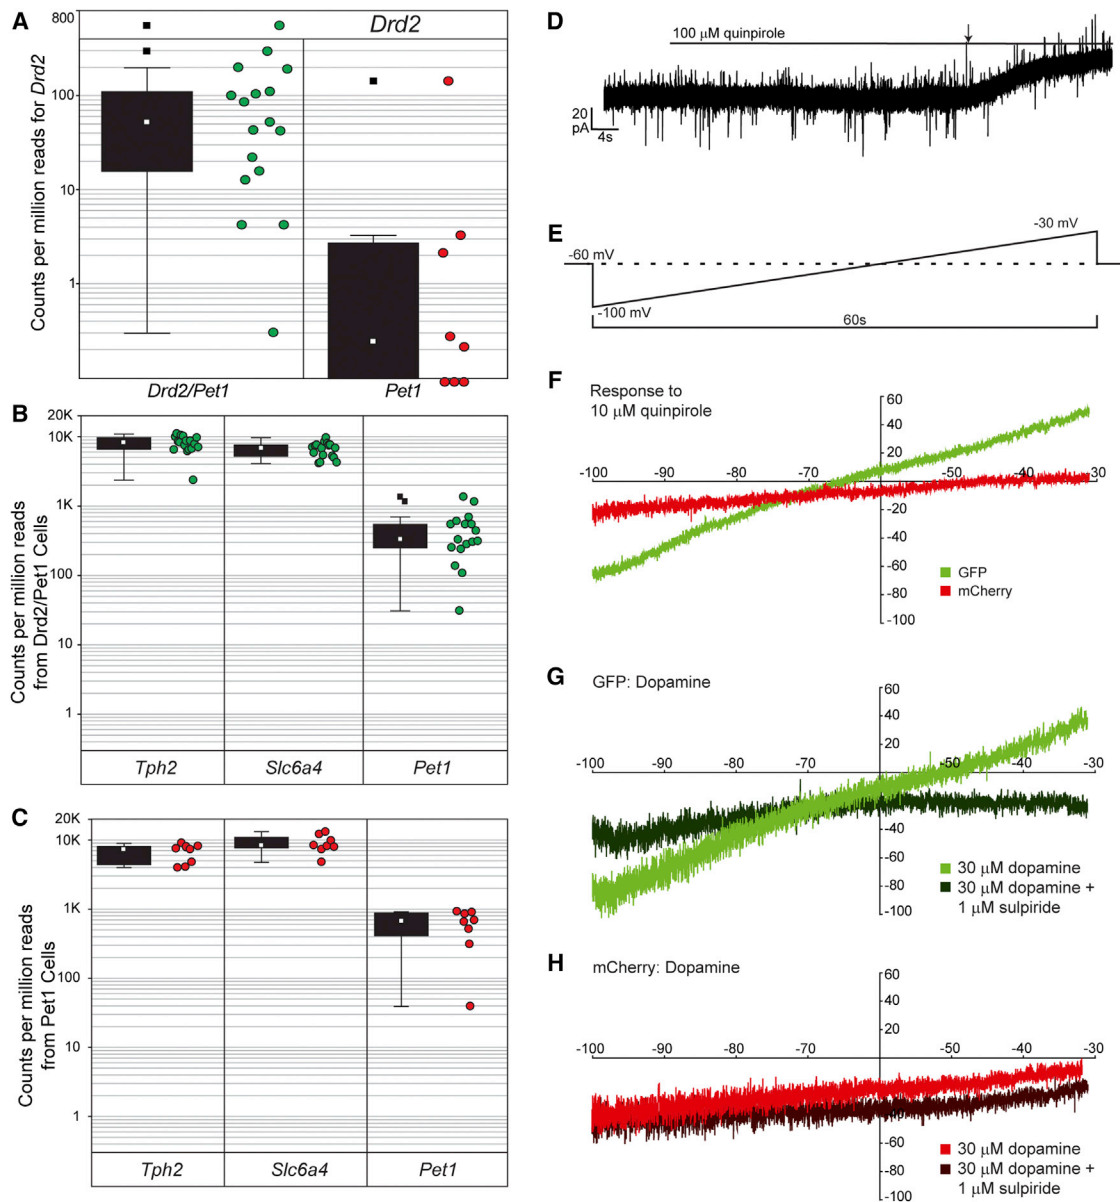 A
Drd2
800
100
10
1
Counts per million reads for Drd2
Drd2/Pet1
Pet1
B
20K
10K
1K
100
10
1
Counts per million reads
from Drd2/Pet1 Cells
Tph2
Slc6a4
Pet1
C
20K
10K
1K
100
10
1
Counts per million reads
from Pet1 Cells
Tph2
Slc6a4
Pet1
D
100 μM quinpirole
20
pA
4s
E
-60 mV
-30 mV
-100 mV
60s
F
Response to
10 μM quinpirole
60
40
20
-100
-90
-80
-70
-50
-40
-30
-20
-40
-60
-80
-100
GFP
mCherry
G
GFP: Dopamine
60
40
20
-100
-90
-80
-70
-50
-40
-30
-40
-60
-80
-100
30 μM dopamine
30 μM dopamine +
1 μM sulpiride
H
mCherry: Dopamine
60
40
20
-100
-90
-80
-70
-50
-40
-30
-60
-80
-100
30 μM dopamine
30 μM dopamine +
1 μM sulpiride